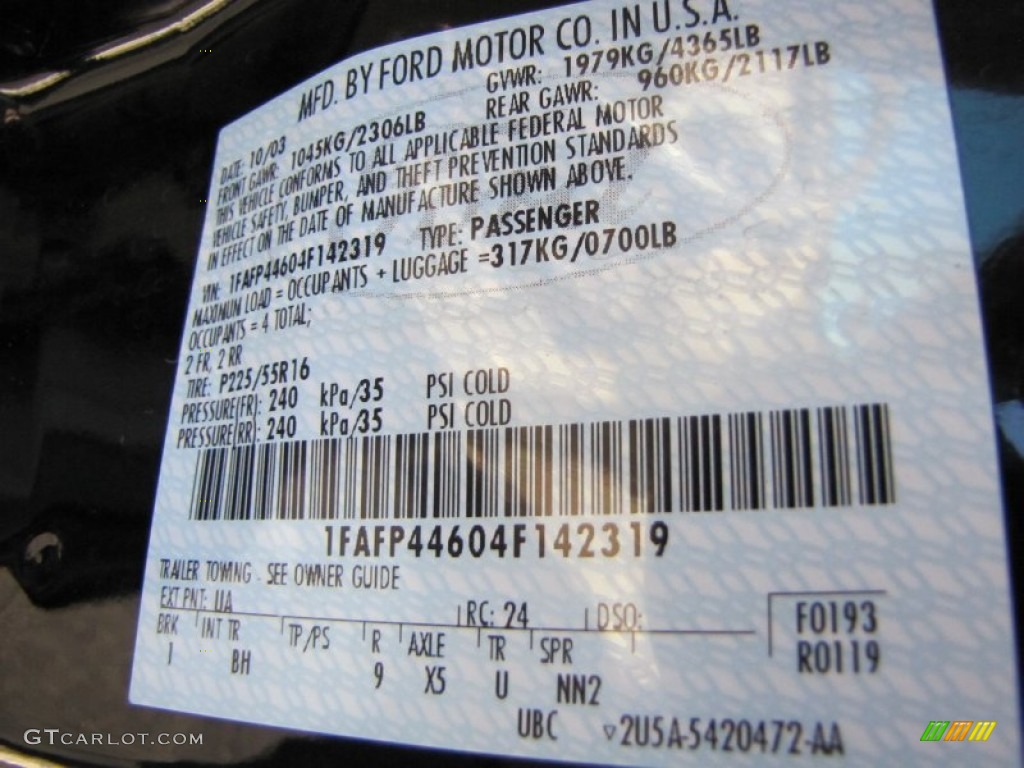 MFD. BY FORD MOTOR CO. IN U.S.A.
DATE: 10/03 GVWR: 1979KG/4365LB
FRONT GAWR: 1045KG/2306LB REAR GAWR: 960KG/2117LB
THIS VEHICLE CONFORMS TO ALL APPLICABLE FEDERAL MOTOR
VEHICLE SAFETY, BUMPER, AND THEFT PREVENTION STANDARDS
IN EFFECT ON THE DATE OF MANUFACTURE SHOWN ABOVE.
VIN: 1FAFP44604F142319 TYPE: PASSENGER
MAXIMUM LOAD = OCCUPANTS + LUGGAGE =317KG/0700LB
OCCUPANTS = 4 TOTAL;
2 FR, 2 RR
TIRE: P225/55R16
PRESSURE(FR): 240 kPa/35 PSI COLD
PRESSURE(RR): 240 kPa/35 PSI COLD
1FAFP44604F142319
TRAILER TOWING - SEE OWNER GUIDE
EXT PNT: UA RC: 24 DSO: F0193
BRK INT TR TP/PS R AXLE TR SPR R0119
1 BH 9 X5 U NN2
UBC ▿2U5A-5420472-AA
GTCARLOT.COM